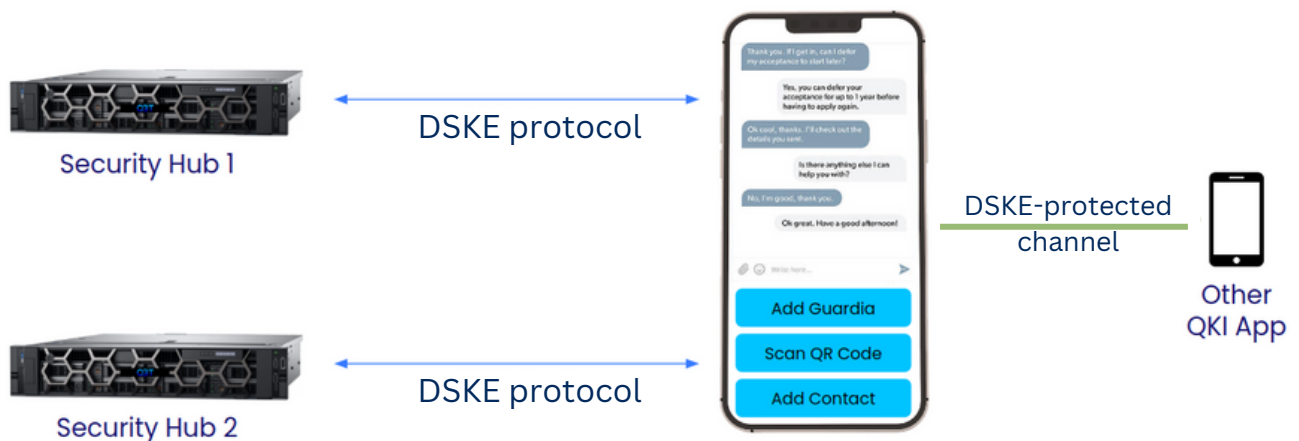 Security Hub 1
DSKE protocol
Security Hub 2
DSKE protocol
Thank you. If I get in, can I defer
my acceptance to start later?
Yes, you can defer your
acceptance for up to 1 year before
having to apply again.
Ok cool, thanks. I'll check out the
details you sent.
Is there anything else I can
help you with?
No, I'm good, thank you.
Ok great. Have a good afternoon!
Write here...
Add Guardia
Scan QR Code
Add Contact
DSKE-protected
channel
Other
QKI App